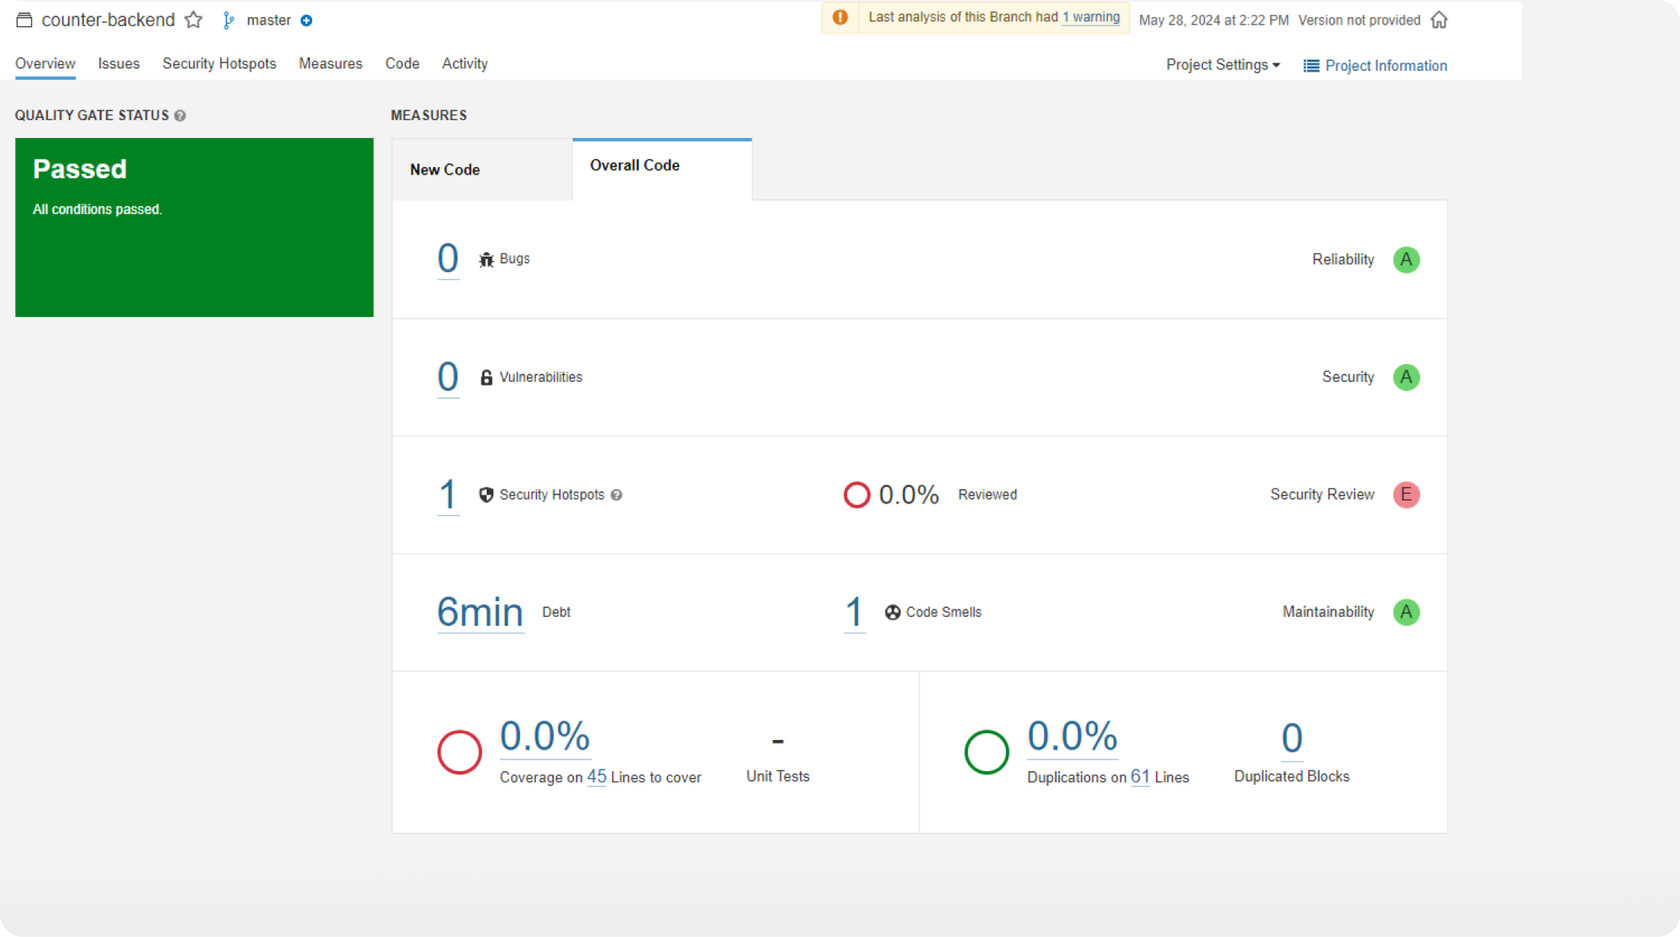 counter-backend master
Last analysis of this Branch had 1 warning May 28, 2024 at 2:22 PM Version not provided
Overview Issues Security Hotspots Measures Code Activity
Project Settings Project Information
QUALITY GATE STATUS ?
Passed
All conditions passed.
MEASURES
New Code Overall Code
0 Bugs Reliability A
0 Vulnerabilities Security A
1 Security Hotspots ? 0.0% Reviewed Security Review E
6min Debt 1 Code Smells Maintainability A
0.0% -
Coverage on 45 Lines to cover Unit Tests
0.0% 0
Duplications on 61 Lines Duplicated Blocks